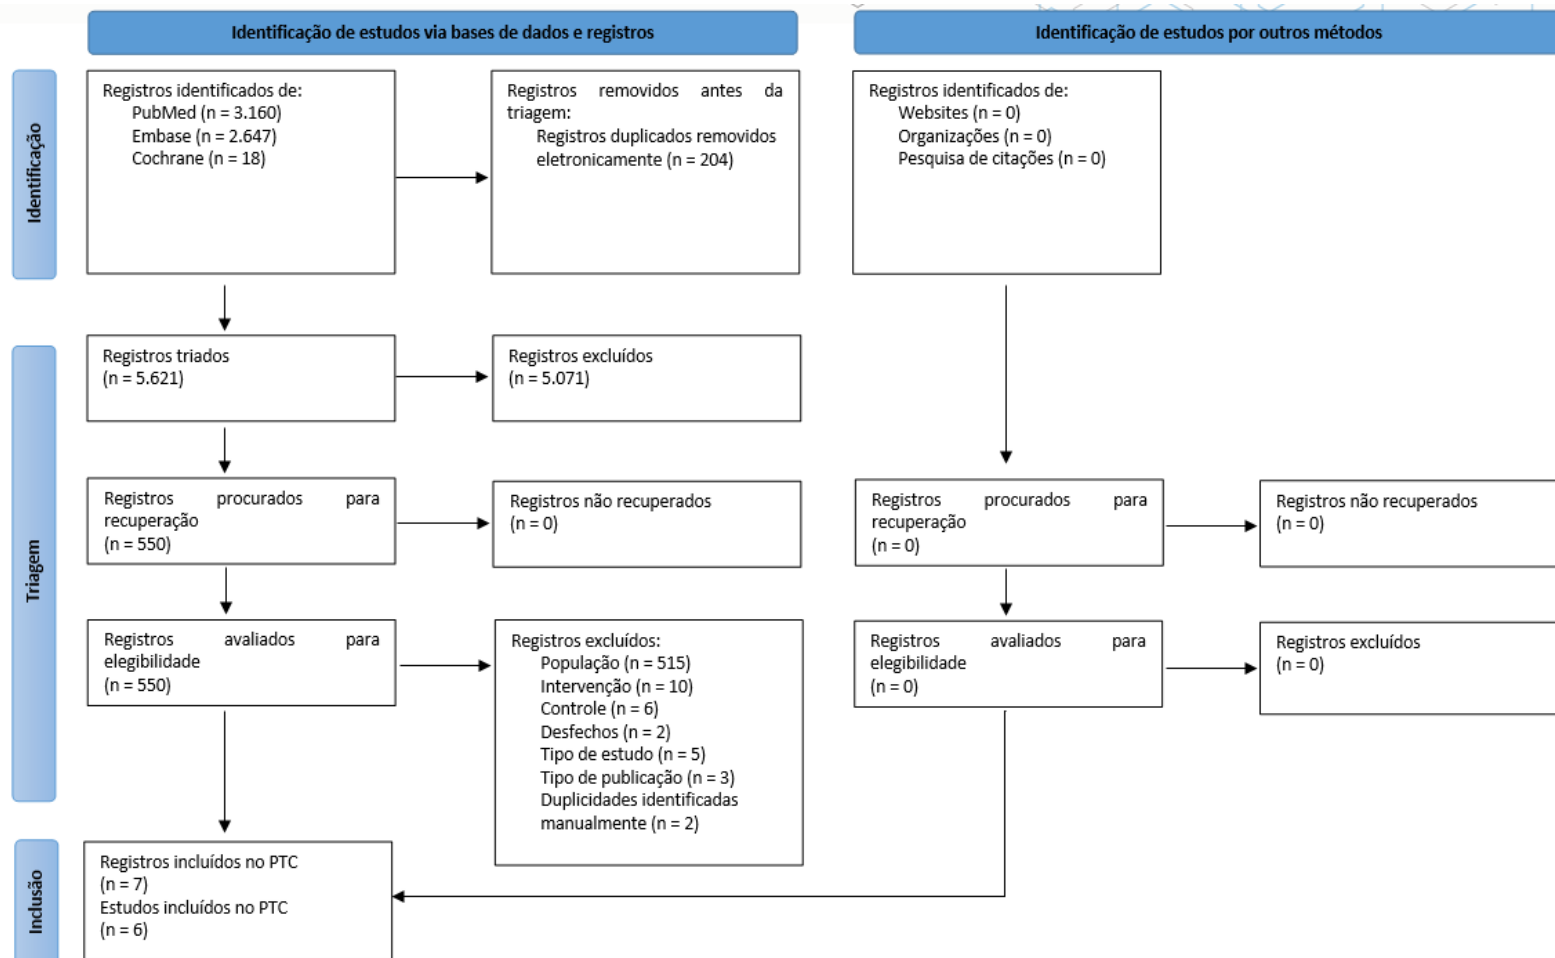 Identificação de estudos via bases de dados e registros
Identificação de estudos por outros métodos
Identificação
Registros identificados de:
PubMed (n = 3.160)
Embase (n = 2.647)
Cochrane (n = 18)
Registros removidos antes da
triagem:
Registros duplicados removidos
eletronicamente (n = 204)
Registros identificados de:
Websites (n = 0)
Organizações (n = 0)
Pesquisa de citações (n = 0)
Triagem
Registros triados
(n = 5.621)
Registros excluídos
(n = 5.071)
Registros procurados para
recuperação
(n = 550)
Registros não recuperados
(n = 0)
Registros procurados para
recuperação
(n = 0)
Registros não recuperados
(n = 0)
Registros avaliados para
elegibilidade
(n = 550)
Registros excluídos:
População (n = 515)
Intervenção (n = 10)
Controle (n = 6)
Desfechos (n = 2)
Tipo de estudo (n = 5)
Tipo de publicação (n = 3)
Duplicidades identificadas
manualmente (n = 2)
Registros avaliados para
elegibilidade
(n = 0)
Registros excluídos
(n = 0)
Inclusão
Registros incluídos no PTC
(n = 7)
Estudos incluídos no PTC
(n = 6)